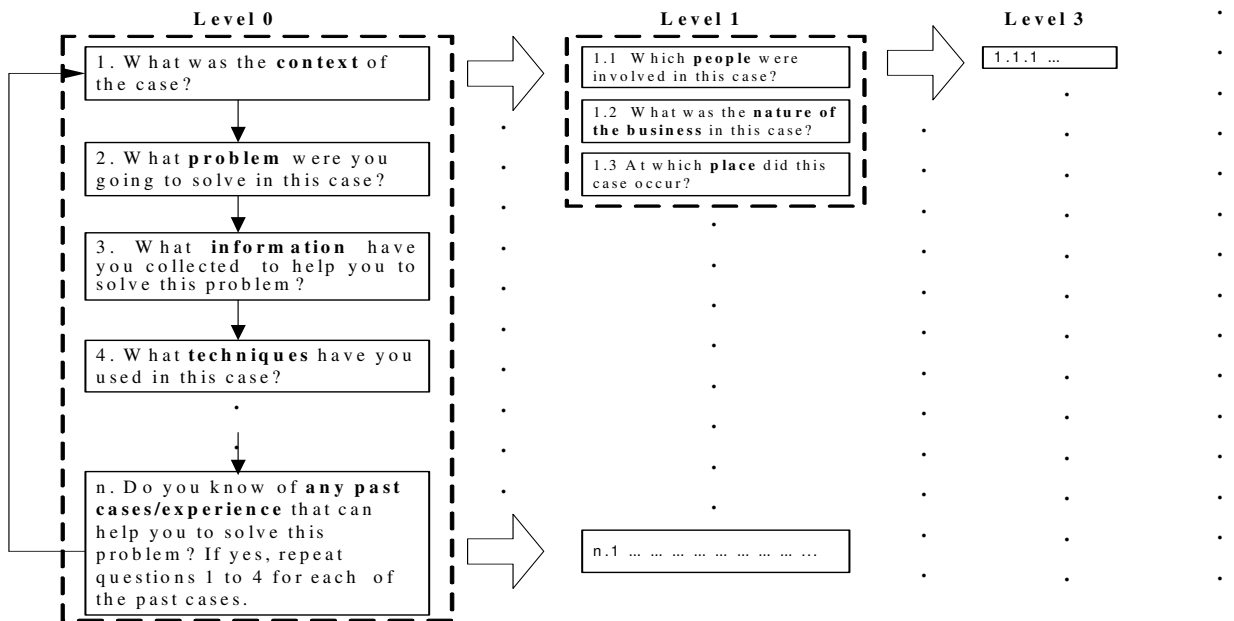 Level 0
1. What was the context of
the case?
2. What problem were you
going to solve in this case?
3. What information have
you collected to help you to
solve this problem?
4. What techniques have you
used in this case?
n. Do you know of any past
cases/experience that can
help you to solve this
problem? If yes, repeat
questions 1 to 4 for each of
the past cases.
Level 1
1.1 Which people were
involved in this case?
1.2 What was the nature of
the business in this case?
1.3 At which place did this
case occur?
n.1 ... ... ... ... ... ... ... ... ...
Level 3
1.1.1 ...